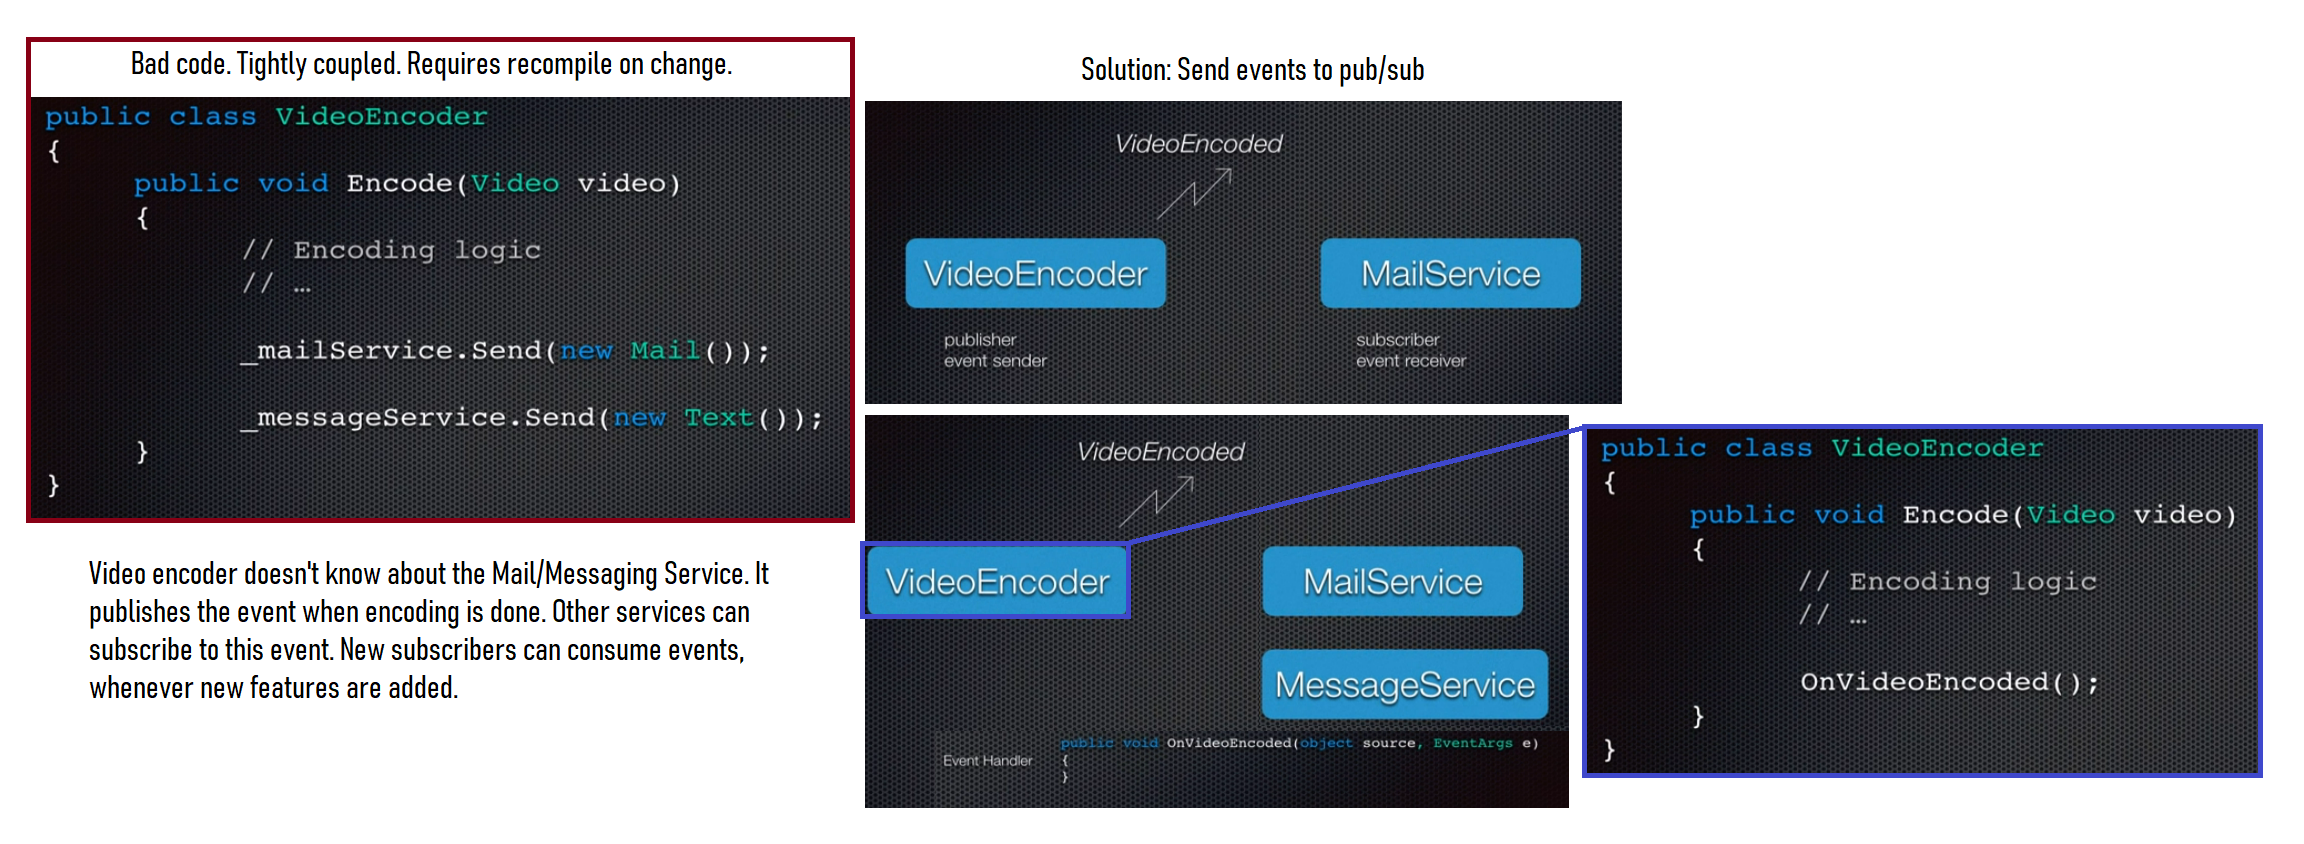 Bad code. Tightly coupled. Requires recompile on change.
public class VideoEncoder
{
public void Encode(Video video)
{
// Encoding logic
// …
_mailService.Send(new Mail());
_messageService.Send(new Text());
}
}
Video encoder doesn't know about the Mail/Messaging Service. It
publishes the event when encoding is done. Other services can
subscribe to this event. New subscribers can consume events,
whenever new features are added.
Solution: Send events to pub/sub
VideoEncoded
VideoEncoder
MailService
publisher
event sender
subscriber
event receiver
VideoEncoded
VideoEncoder
MailService
MessageService
Event Handler
public void OnVideoEncoded(object source, EventArgs e)
{
}
public class VideoEncoder
{
public void Encode(Video video)
{
// Encoding logic
// …
OnVideoEncoded();
}
}